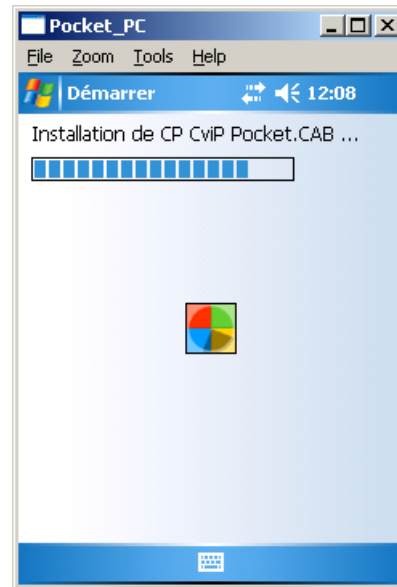 Pocket_PC
File Zoom Tools Help
Démarrer 12:08
Installation de CP CviP Pocket.CAB ...